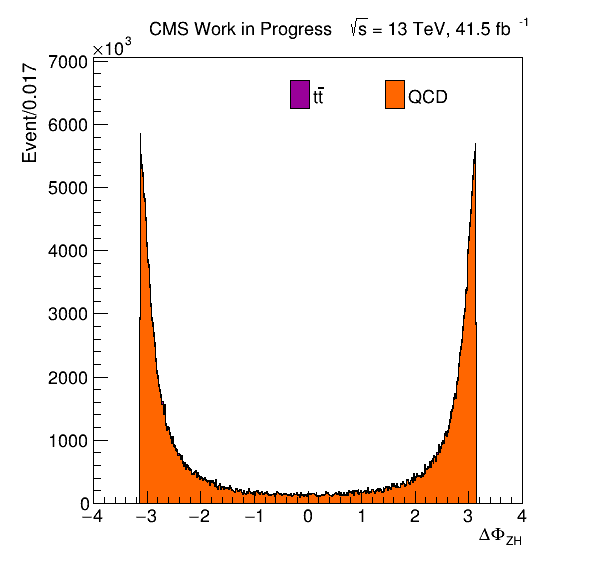 CMS Work in Progress √s = 13 TeV, 41.5 fb⁻¹
×10³
Event/0.017
7000
6000
5000
4000
3000
2000
1000
0
tt̄
QCD
−4 −3 −2 −1 0 1 2 3 4
ΔΦ_ZH